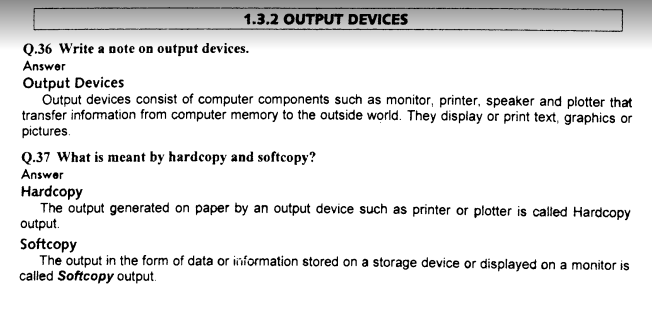 1.3.2 OUTPUT DEVICES
Q.36 Write a note on output devices.
Answer
Output Devices
Output devices consist of computer components such as monitor, printer, speaker and plotter that
transfer information from computer memory to the outside world. They display or print text, graphics or
pictures.
Q.37 What is meant by hardcopy and softcopy?
Answer
Hardcopy
The output generated on paper by an output device such as printer or plotter is called Hardcopy
output.
Softcopy
The output in the form of data or information stored on a storage device or displayed on a monitor is
called Softcopy output.